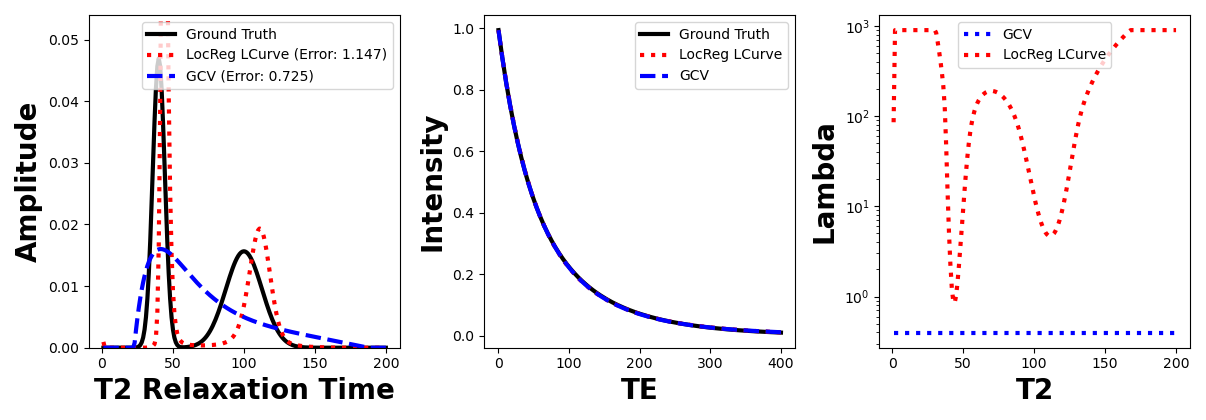 Amplitude
0.05
0.04
0.03
0.02
0.01
0.00
Ground Truth
LocReg LCurve (Error: 1.147)
GCV (Error: 0.725)
0 50 100 150 200
T2 Relaxation Time
Intensity
1.0
0.8
0.6
0.4
0.2
0.0
Ground Truth
LocReg LCurve
GCV
0 100 200 300 400
TE
Lambda
10³
10²
10¹
10⁰
GCV
LocReg LCurve
0 50 100 150 200
T2